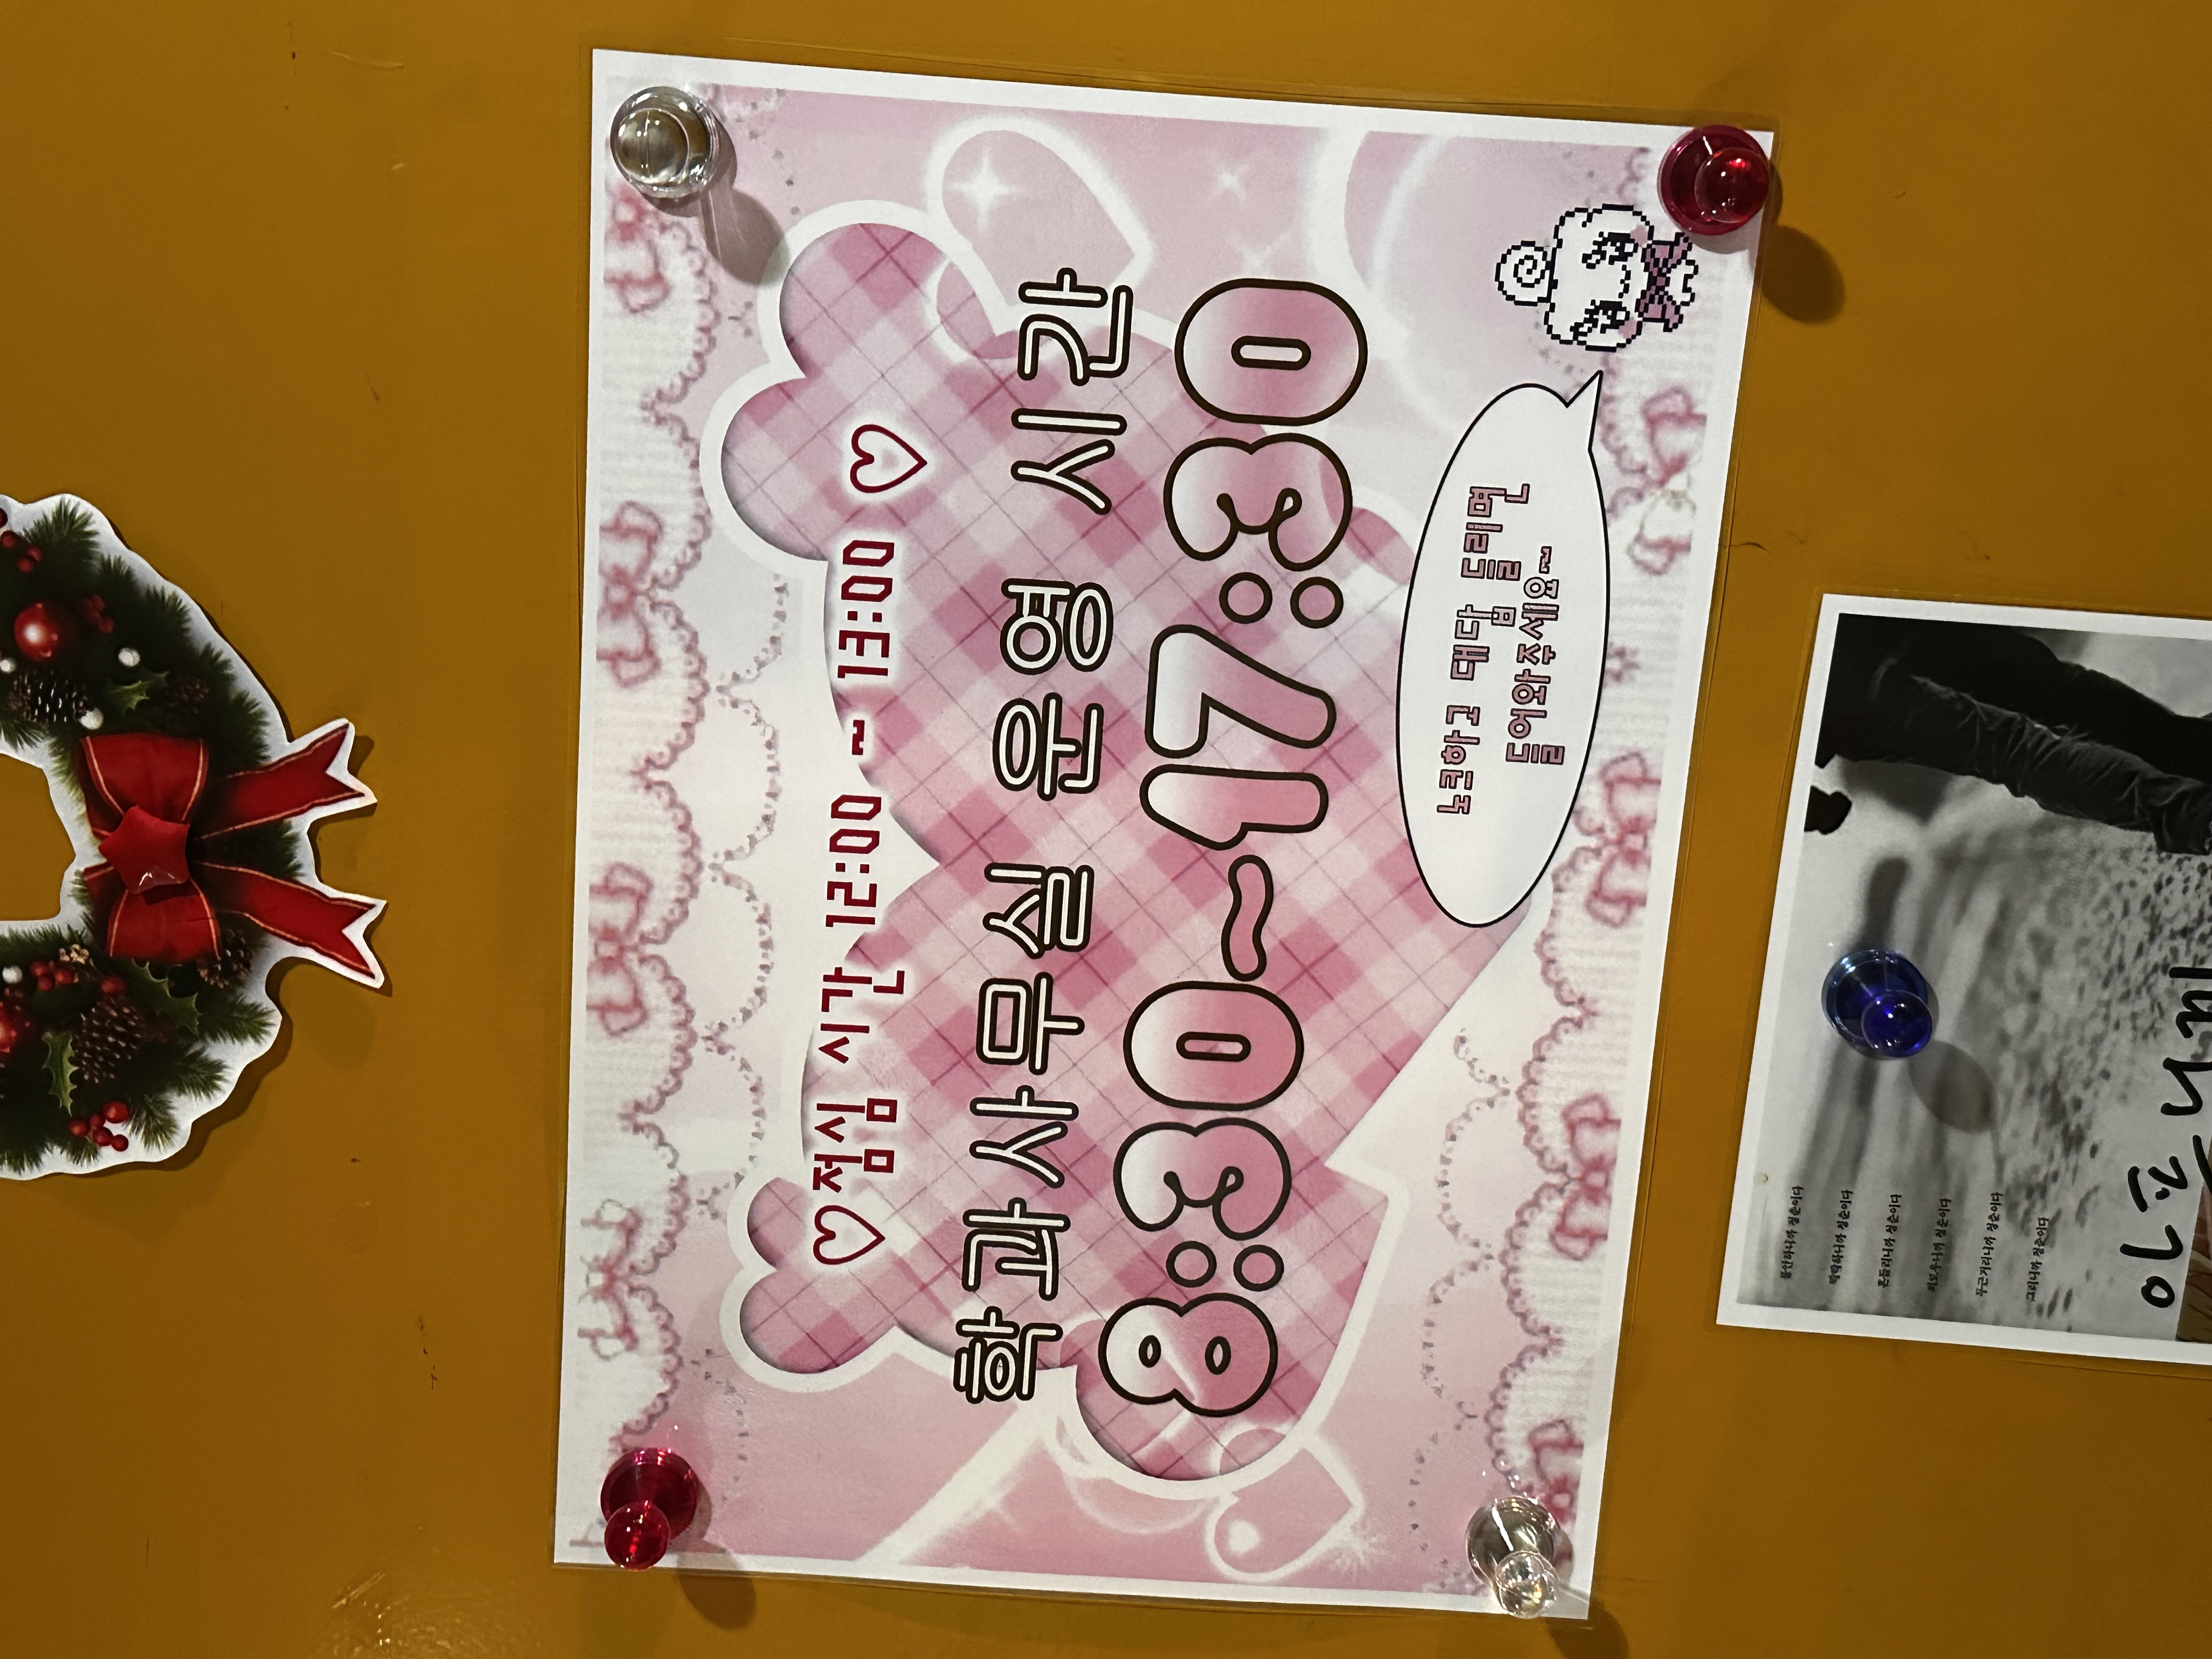 ♡점심 시간 12:00 ~ 13:00 ♡
학과사무실 운영 시간
8:30~17:30
노크하고 대답 들리면
들어와주세요~
불안하니까 청춘이다
막막하니까 청춘이다
흔들리니까 청춘이다
외로우니까 청춘이다
두근거리니까 청춘이다
그러니까 청춘이다
아프니까